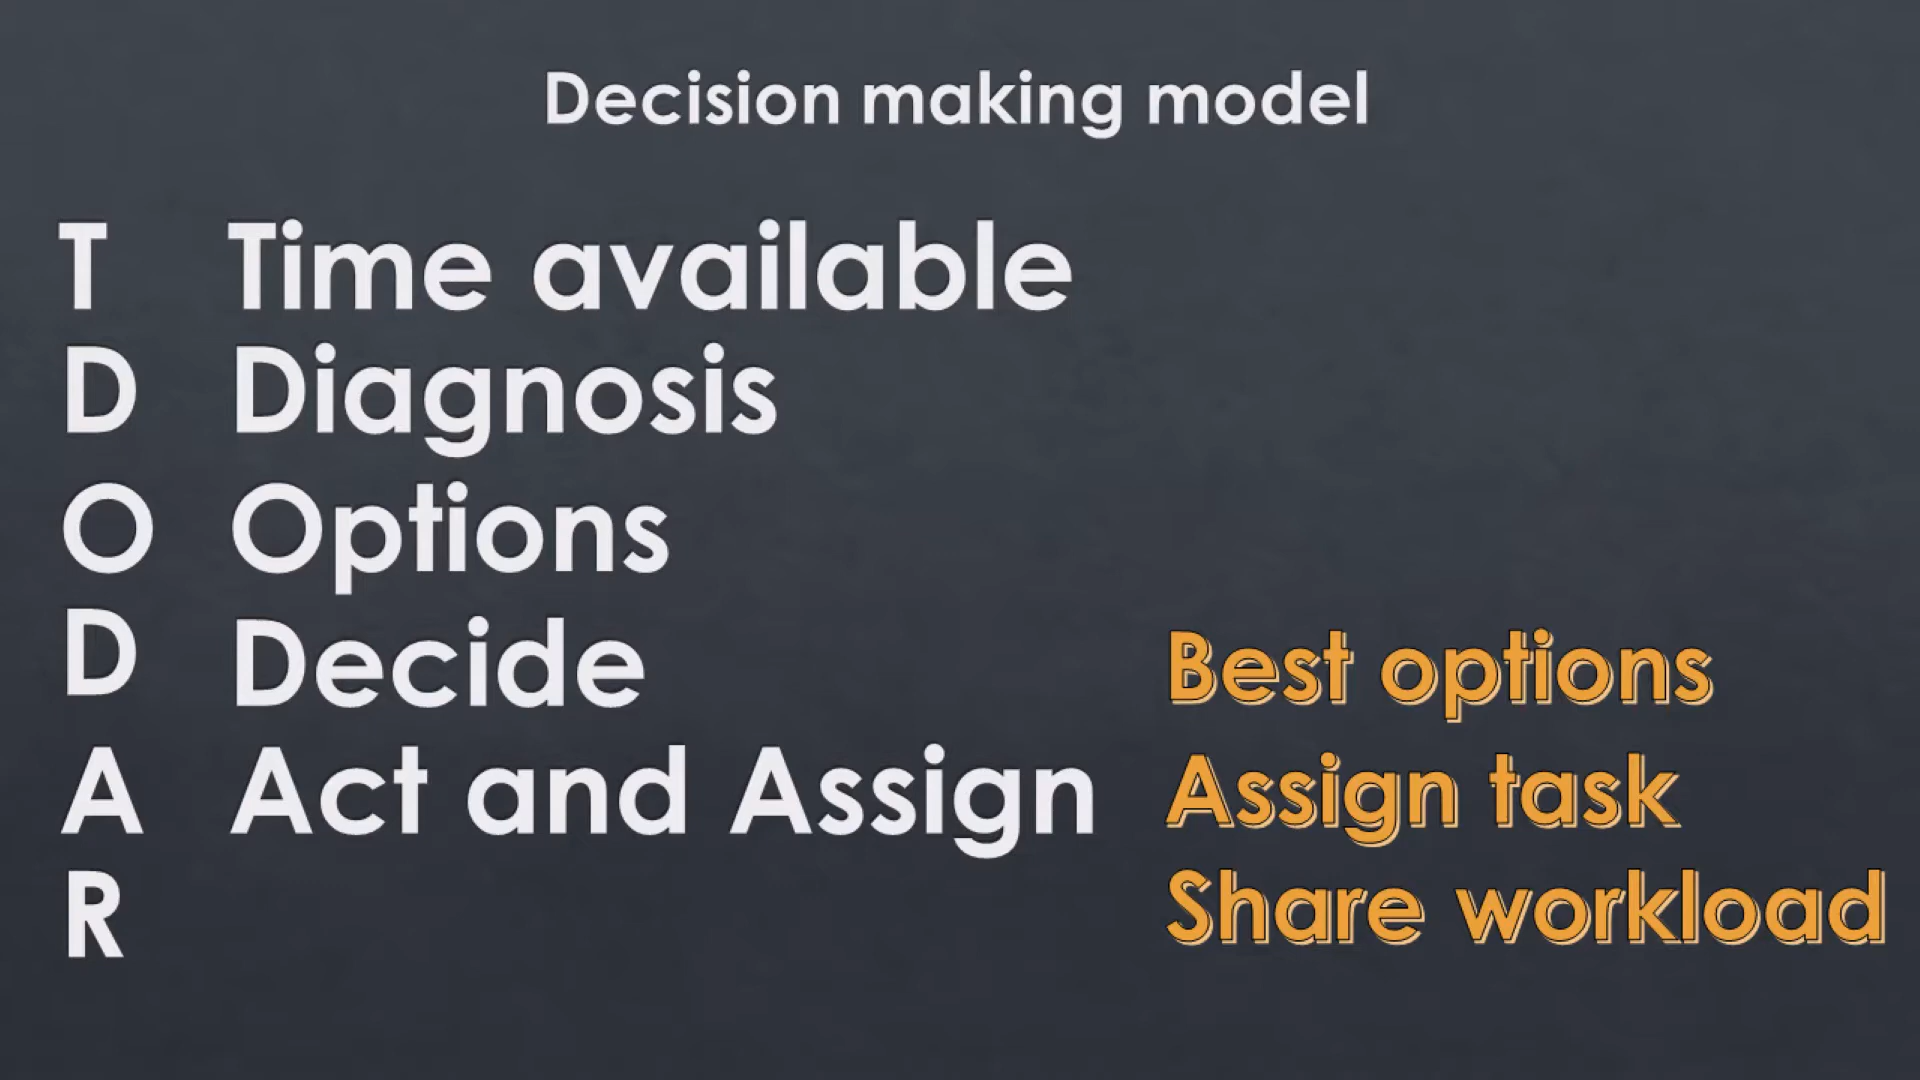 Decision making model
T Time available
D Diagnosis
O Options
D Decide Best options
A Act and Assign Assign task
R Share workload